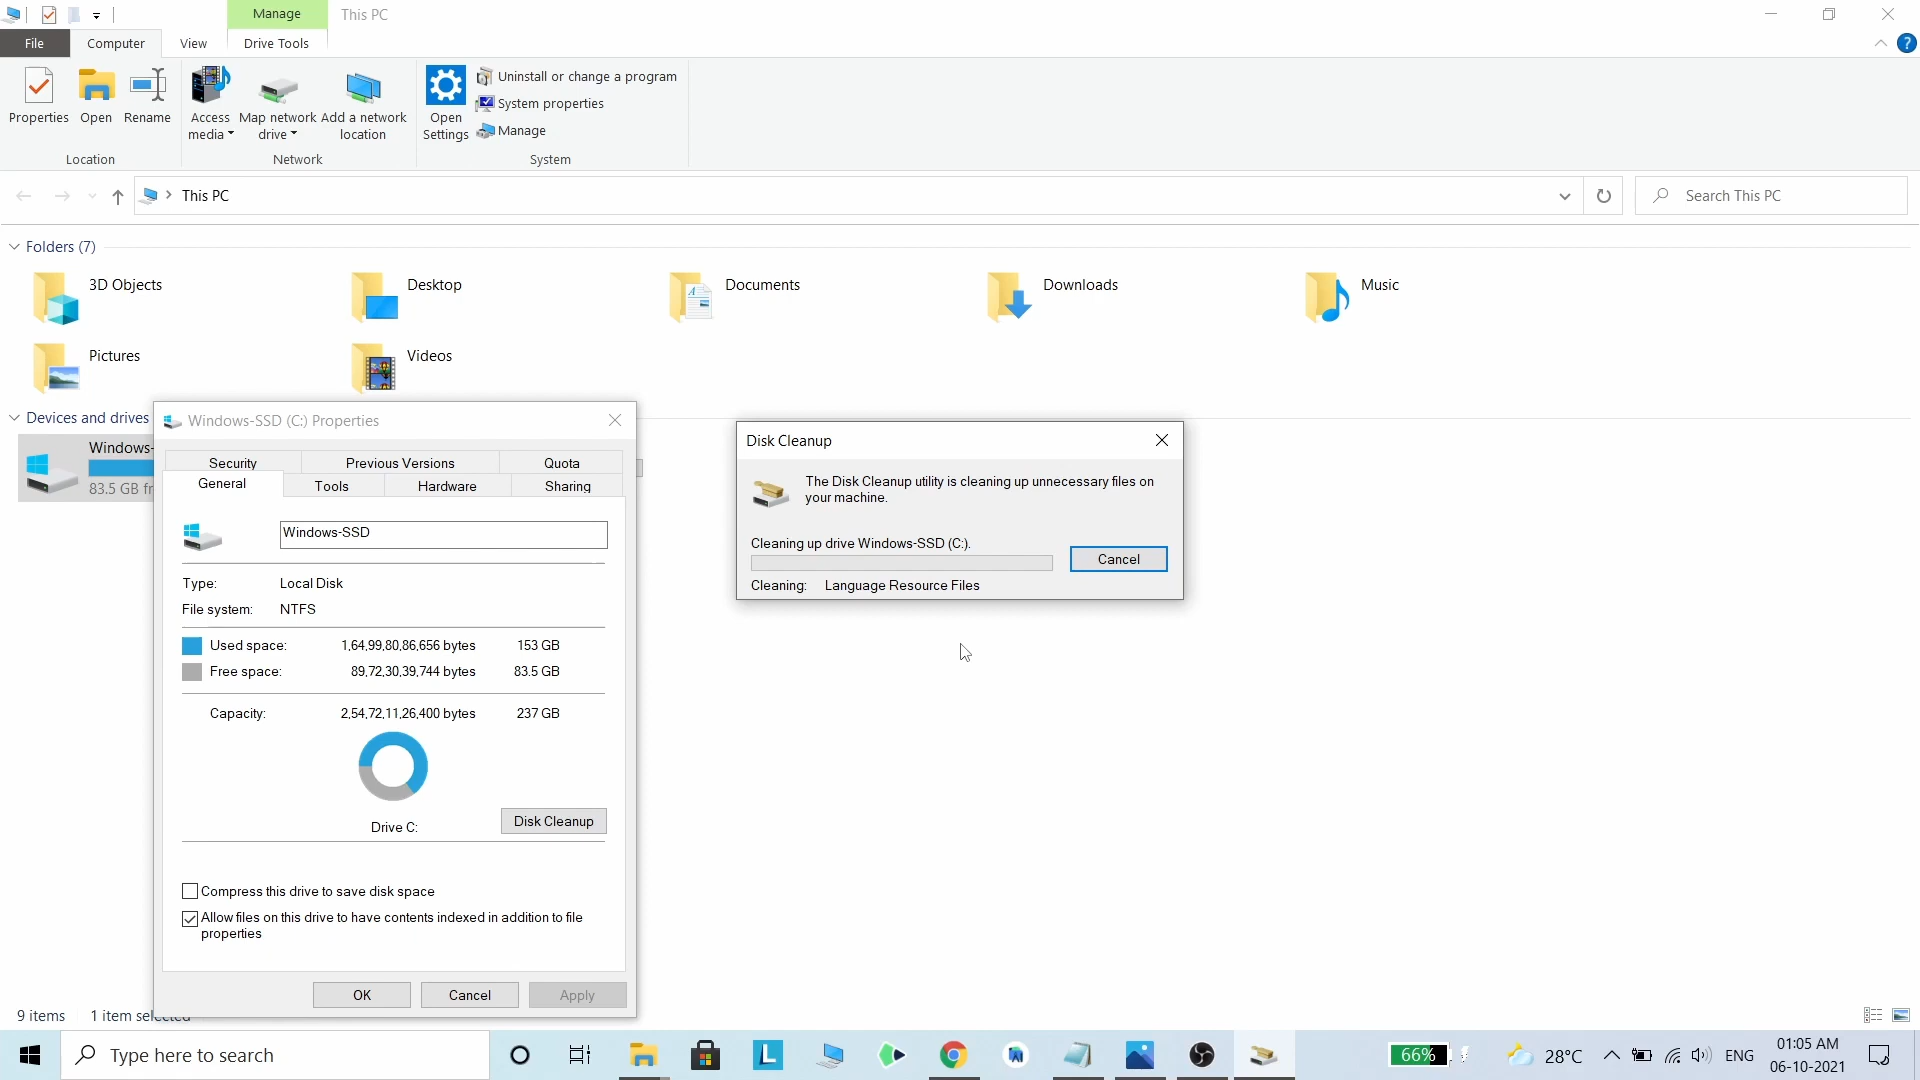 Manage
This PC
File
Computer
View
Drive Tools
Properties
Open
Rename
Access
media
Map network
drive
Add a network
location
Open
Settings
Uninstall or change a program
System properties
Manage
Location
Network
System
This PC
Search This PC
Folders (7)
3D Objects
Desktop
Documents
Downloads
Music
Pictures
Videos
Devices and drives
Windows-
83.5 GB fr
Windows-SSD (C:) Properties
Security
Previous Versions
Quota
General
Tools
Hardware
Sharing
Windows-SSD
Type: Local Disk
File system: NTFS
Used space: 1,64,99,80,86,656 bytes 153 GB
Free space: 89,72,30,39,744 bytes 83.5 GB
Capacity: 2,54,72,11,26,400 bytes 237 GB
Drive C:
Disk Cleanup
Compress this drive to save disk space
Allow files on this drive to have contents indexed in addition to file
properties
OK
Cancel
Apply
Disk Cleanup
The Disk Cleanup utility is cleaning up unnecessary files on
your machine.
Cleaning up drive Windows-SSD (C:).
Cancel
Cleaning: Language Resource Files
9 items
1 item selected
Type here to search
66%
28°C
ENG
01:05 AM
06-10-2021